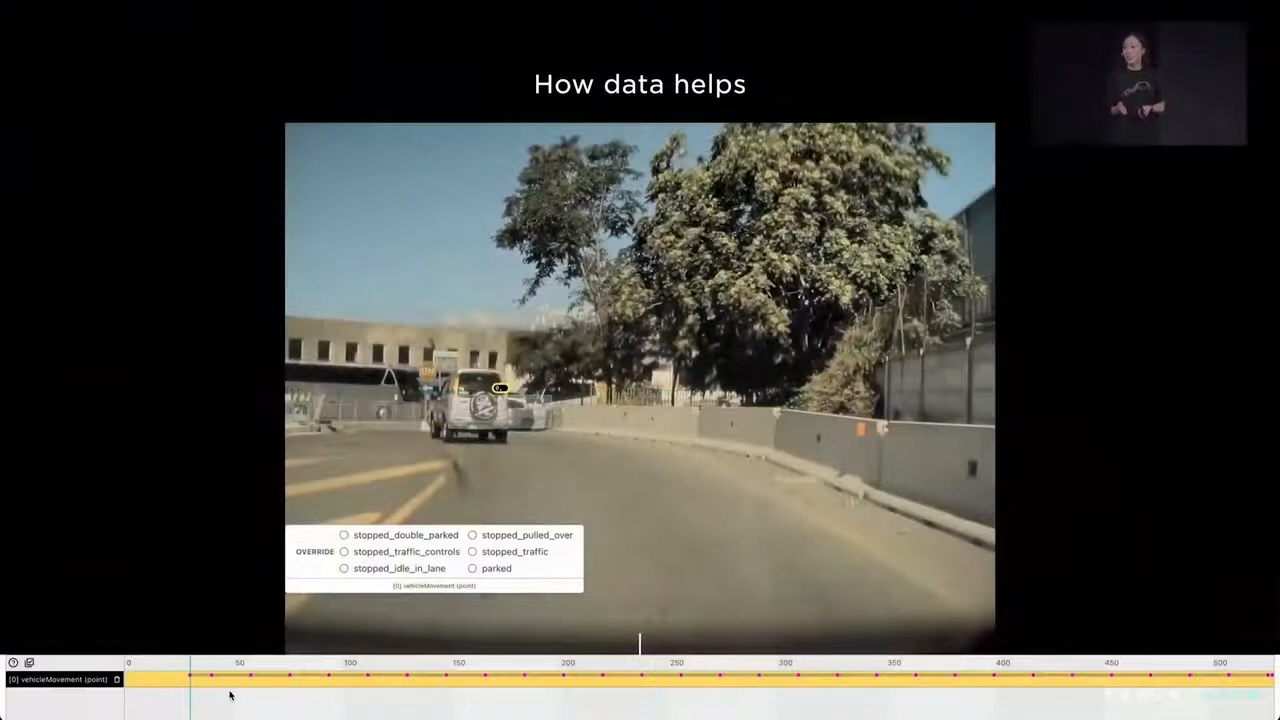 How data helps
OVERRIDE
stopped_double_parked stopped_pulled_over
stopped_traffic_controls stopped_traffic
stopped_idle_in_lane parked
[0] vehicleMovement (point)
0 50 100 150 200 250 300 350 400 450 500
[0] vehicleMovement (point)